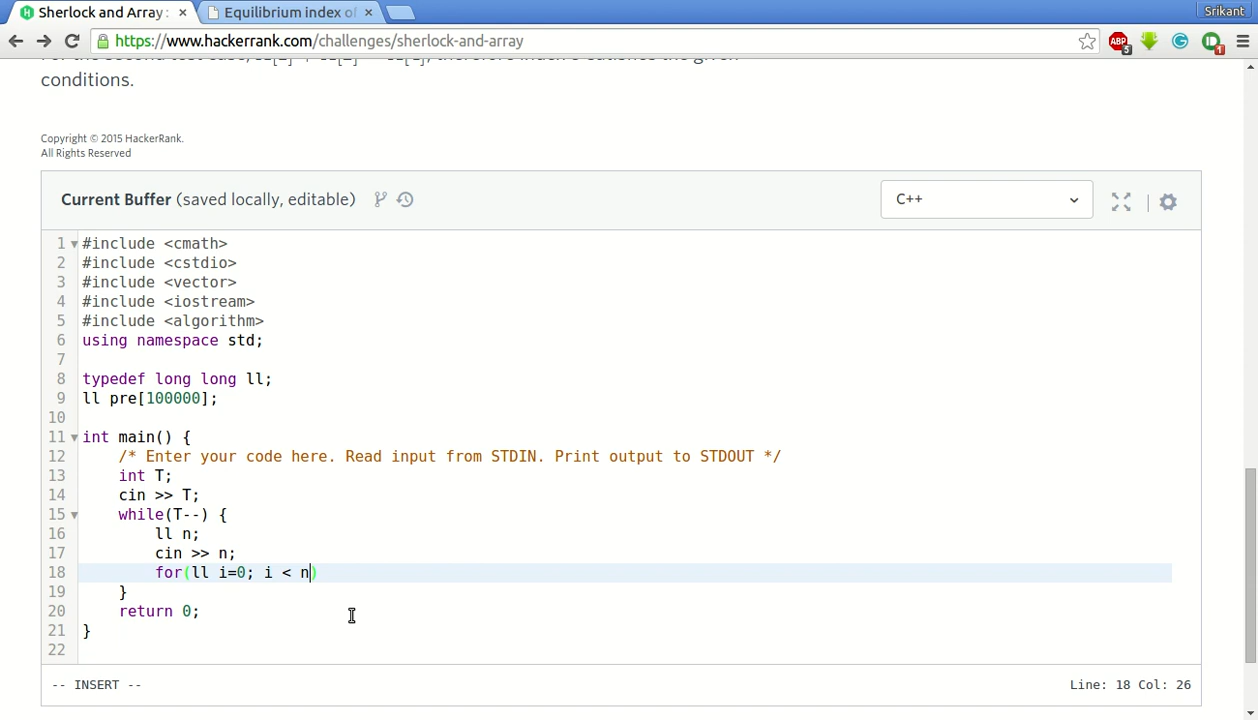 Sherlock and Array :
Equilibrium index of
Srikant
https://www.hackerrank.com/challenges/sherlock-and-array
ABP
5
1
conditions.
Copyright © 2015 HackerRank.
All Rights Reserved
Current Buffer (saved locally, editable)
C++
1 #include <cmath>
2 #include <cstdio>
3 #include <vector>
4 #include <iostream>
5 #include <algorithm>
6 using namespace std;
7
8 typedef long long ll;
9 ll pre[100000];
10
11 int main() {
12 /* Enter your code here. Read input from STDIN. Print output to STDOUT */
13 int T;
14 cin >> T;
15 while(T--) {
16 ll n;
17 cin >> n;
18 for(ll i=0; i < n)
19 }
20 return 0;
21 }
22
-- INSERT --
Line: 18 Col: 26